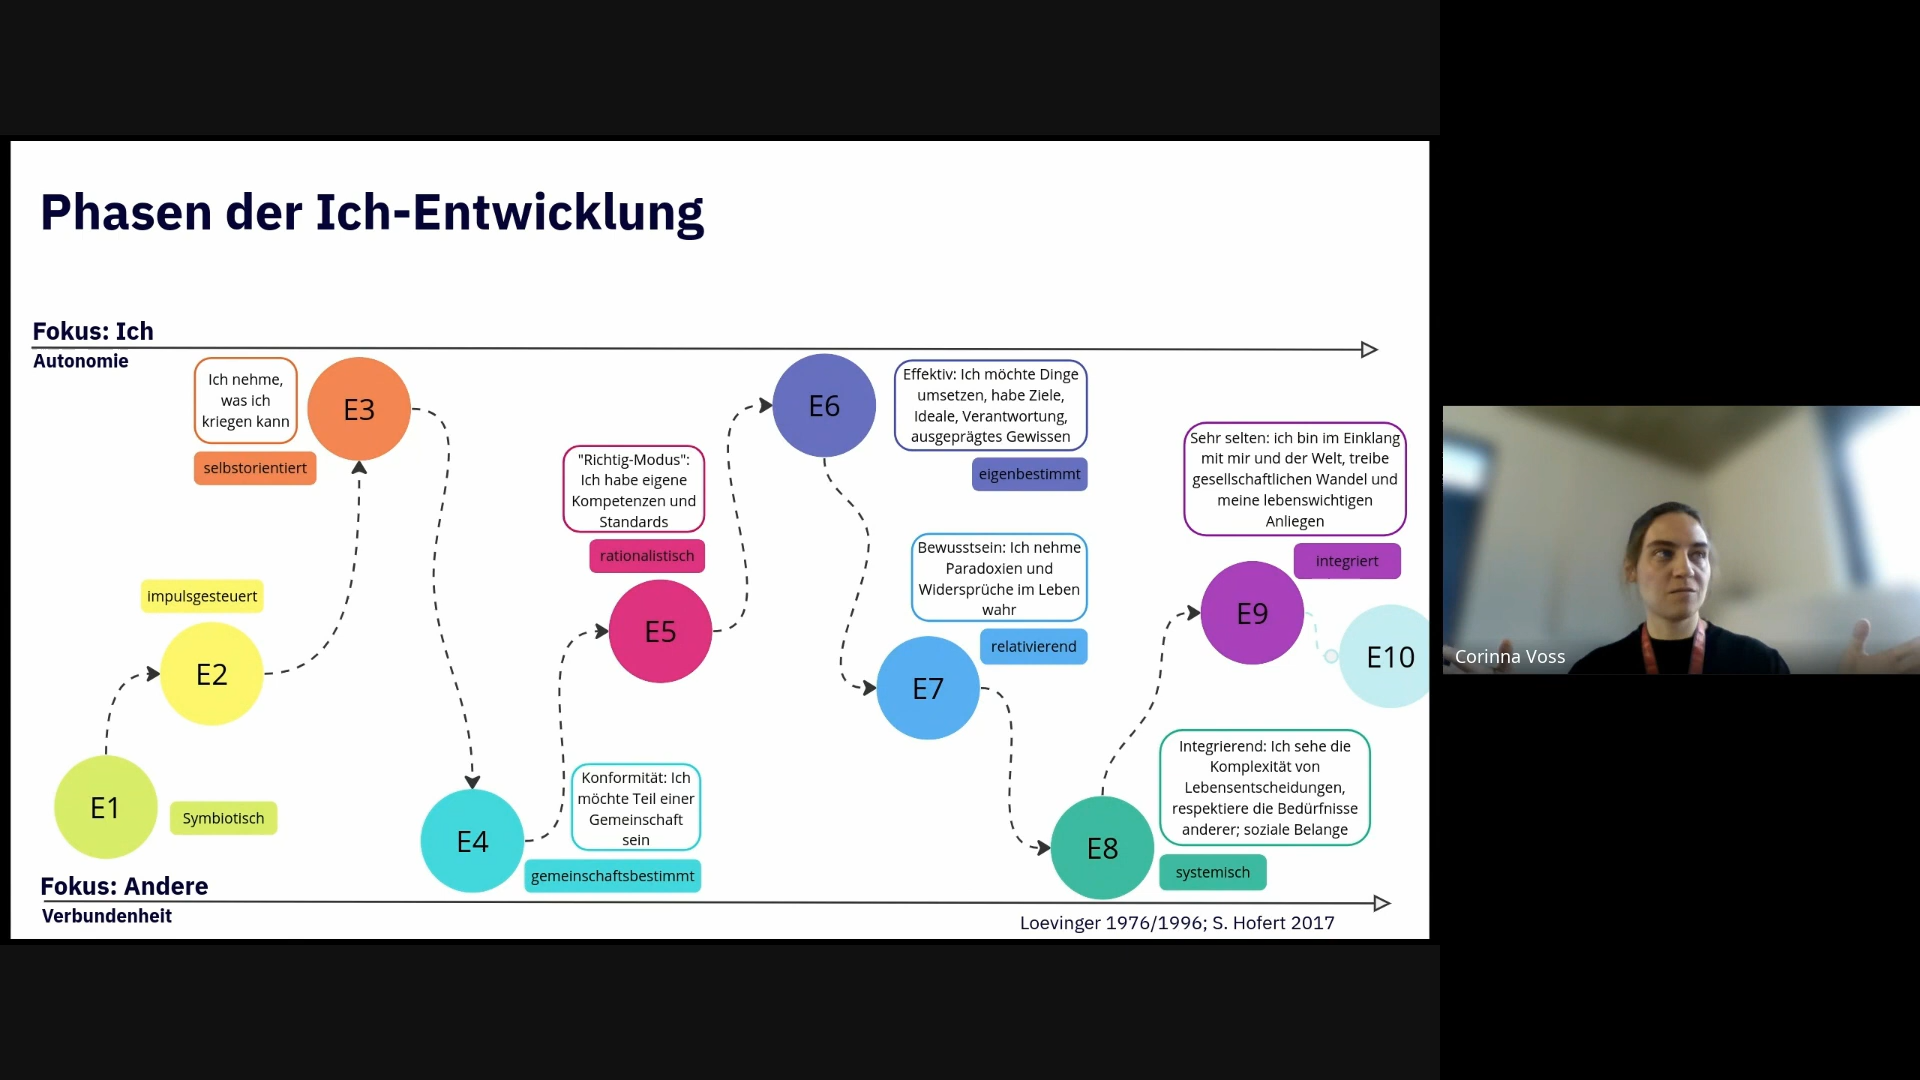 Phasen der Ich-Entwicklung
Fokus: Ich
Autonomie
Ich nehme,
was ich
kriegen kann
E3
selbstorientiert
E6
Effektiv: Ich möchte Dinge
umsetzen, habe Ziele,
Ideale, Verantwortung,
ausgeprägtes Gewissen
eigenbestimmt
"Richtig-Modus":
Ich habe eigene
Kompetenzen und
Standards
rationalistisch
E5
Sehr selten: ich bin im Einklang
mit mir und der Welt, treibe
gesellschaftlichen Wandel und
meine lebenswichtigen
Anliegen
integriert
E9
E10
Bewusstsein: Ich nehme
Paradoxien und
Widersprüche im Leben
wahr
relativierend
E7
impulsgesteuert
E2
E1
Symbiotisch
E4
Konformität: Ich
möchte Teil einer
Gemeinschaft
sein
gemeinschaftsbestimmt
E8
Integrierend: Ich sehe die
Komplexität von
Lebensentscheidungen,
respektiere die Bedürfnisse
anderer; soziale Belange
systemisch
Fokus: Andere
Verbundenheit
Loevinger 1976/1996; S. Hofert 2017
Corinna Voss